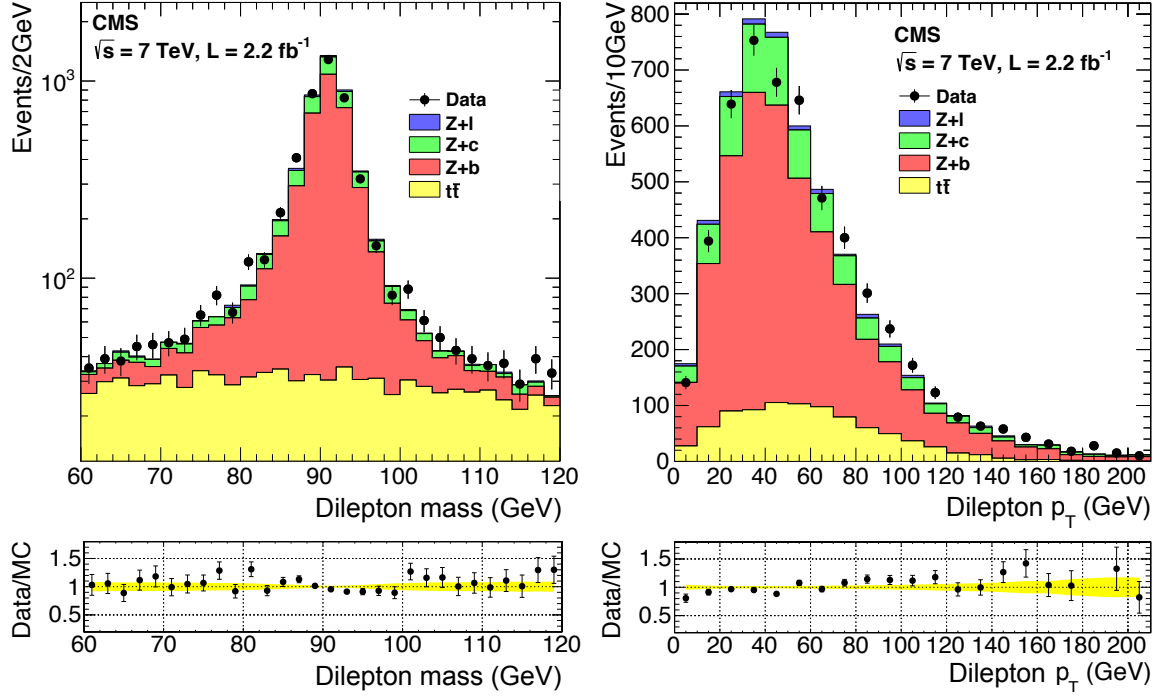 CMS
√s = 7 TeV, L = 2.2 fb⁻¹
Events/2GeV
10³
10²
Data
Z+l
Z+c
Z+b
tt̄
60 70 80 90 100 110 120
Dilepton mass (GeV)
Data/MC
1.5
1
0.5
60 70 80 90 100 110 120
Dilepton mass (GeV)
CMS
√s = 7 TeV, L = 2.2 fb⁻¹
Events/10GeV
800
700
600
500
400
300
200
100
0
Data
Z+l
Z+c
Z+b
tt̄
0 20 40 60 80 100 120 140 160 180 200
Dilepton p_T (GeV)
Data/MC
1.5
1
0.5
0 20 40 60 80 100 120 140 160 180 200
Dilepton p_T (GeV)